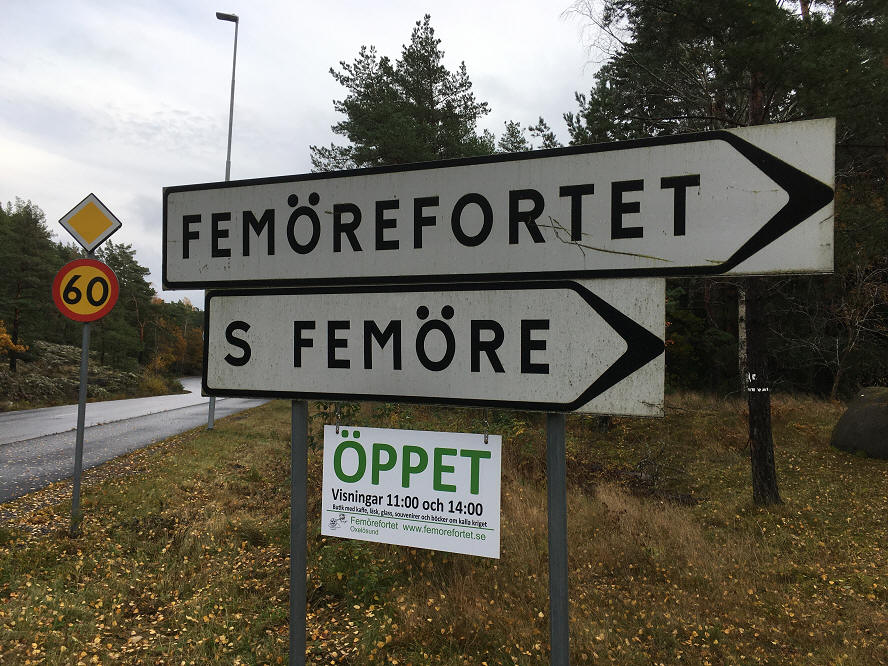 60
FEMÖREFORTET
S FEMÖRE
ÖPPET
Visningar 11:00 och 14:00
Butik med kaffe, läsk, glass, souvenirer och böcker om kalla kriget
Femörefortet www.femorefortet.se
Oxelösund